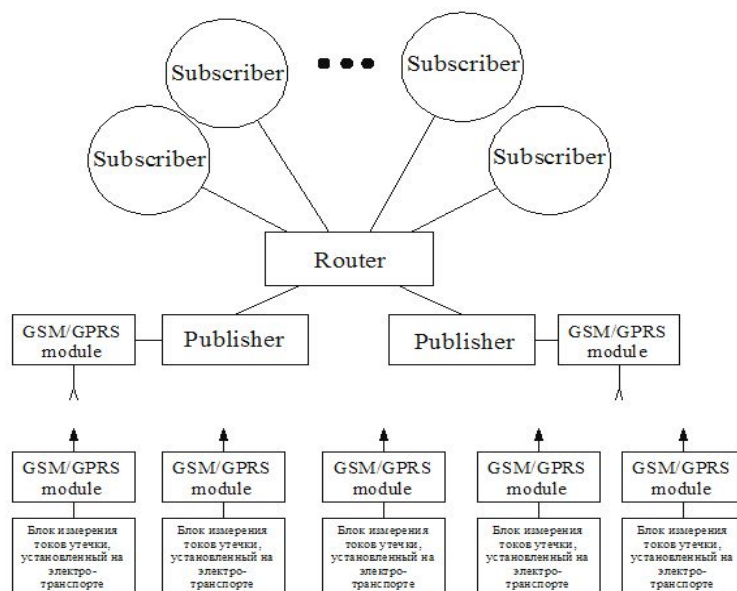 Subscriber
Subscriber
Subscriber
Subscriber
Router
GSM/GPRS
module
Publisher
Publisher
GSM/GPRS
module
GSM/GPRS
module
GSM/GPRS
module
GSM/GPRS
module
GSM/GPRS
module
GSM/GPRS
module
Блок измерения
токов утечки,
установленный на
электро-
транспорте
Блок измерения
токов утечки,
установленный на
электро-
транспорте
Блок измерения
токов утечки,
установленный на
электро-
транспорте
Блок измерения
токов утечки,
установленный на
электро-
транспорте
Блок измерения
токов утечки,
установленный на
электро-
транспорте